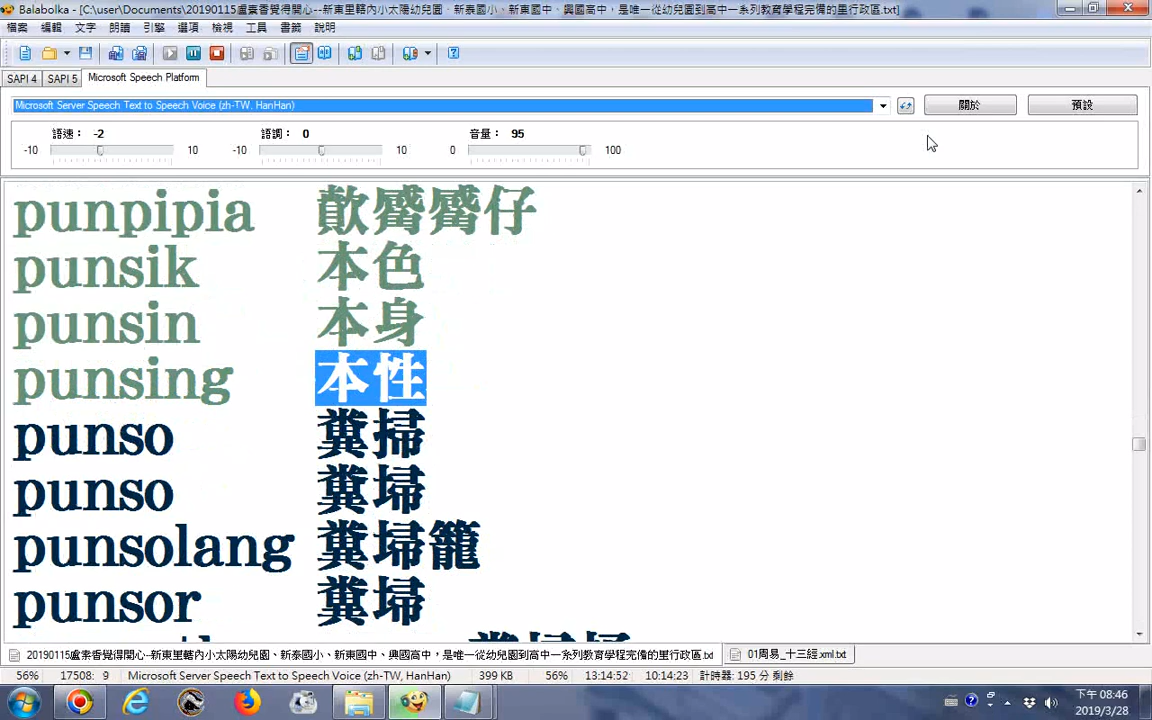 Balabolka - [C:\user\Documents\20190115盧素香覺得開心--新東里轄內小太陽幼兒園、新泰國小、新東國中、興國高中，是唯一從幼兒園到高中一系列教育學程完備的里行政區.txt]
檔案 編輯 文字 朗讀 引擎 選項 檢視 工具 書籤 說明
SAPI 4 SAPI 5 Microsoft Speech Platform
Microsoft Server Speech Text to Speech Voice (zh-TW, HanHan) 關於 預設
語速： -2 語調： 0 音量： 95
-10 10 -10 10 0 100
punpipia 歕臋臋仔
punsik 本色
punsin 本身
punsing 本性
punso 糞掃
punso 糞埽
punsolang 糞埽籠
punsor 糞埽
20190115盧素香覺得開心--新東里轄內小太陽幼兒園、新泰國小、新東國中、興國高中，是唯一從幼兒園到高中一系列教育學程完備的里行政區.txt 01周易_十三經.xml.txt
56% 17508: 9 Microsoft Server Speech Text to Speech Voice (zh-TW, HanHan) 399 KB 56% 13:14:52 10:14:23 計時器: 195 分 剩餘
下午 08:46
2019/3/28